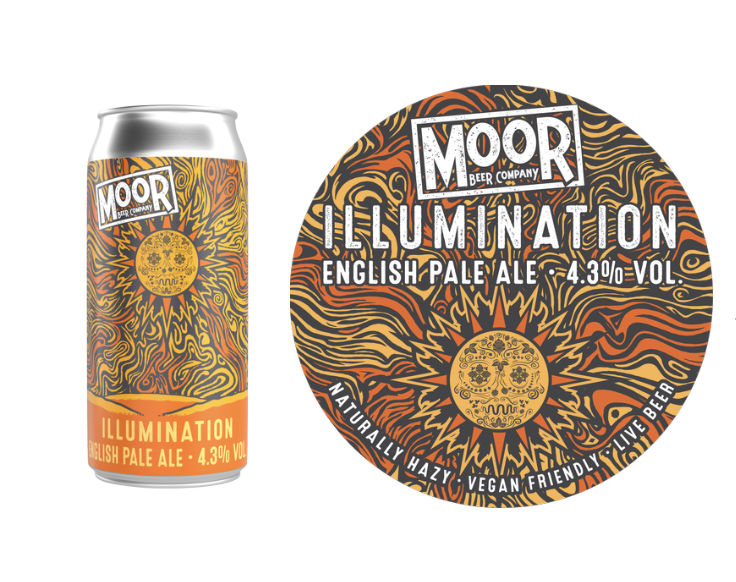 MOOR
BEER COMPANY
ILLUMINATION
ENGLISH PALE ALE · 4.3% VOL.
MOOR
BEER COMPANY
ILLUMINATION
ENGLISH PALE ALE · 4.3% VOL.
NATURALLY HAZY · VEGAN FRIENDLY · LIVE BEER